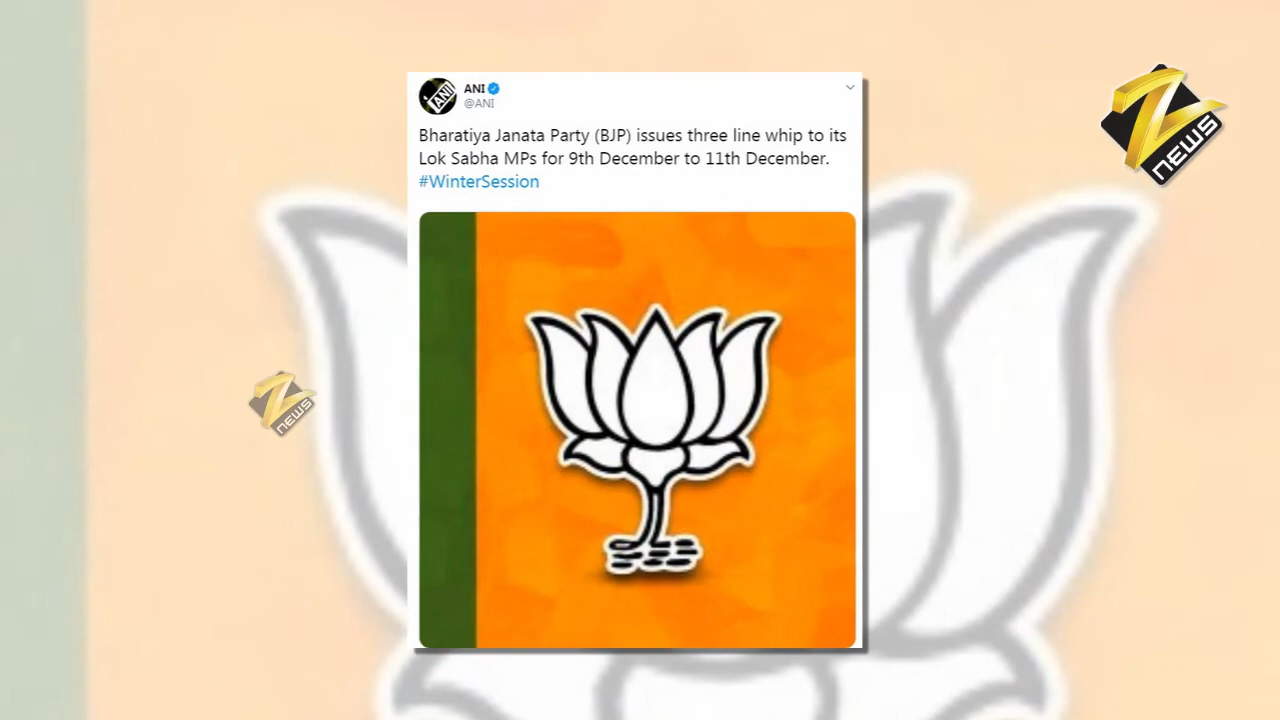 ANI
@ANI
Bharatiya Janata Party (BJP) issues three line whip to its
Lok Sabha MPs for 9th December to 11th December.
#WinterSession
ANI
Z
NEWS
Z
NEWS